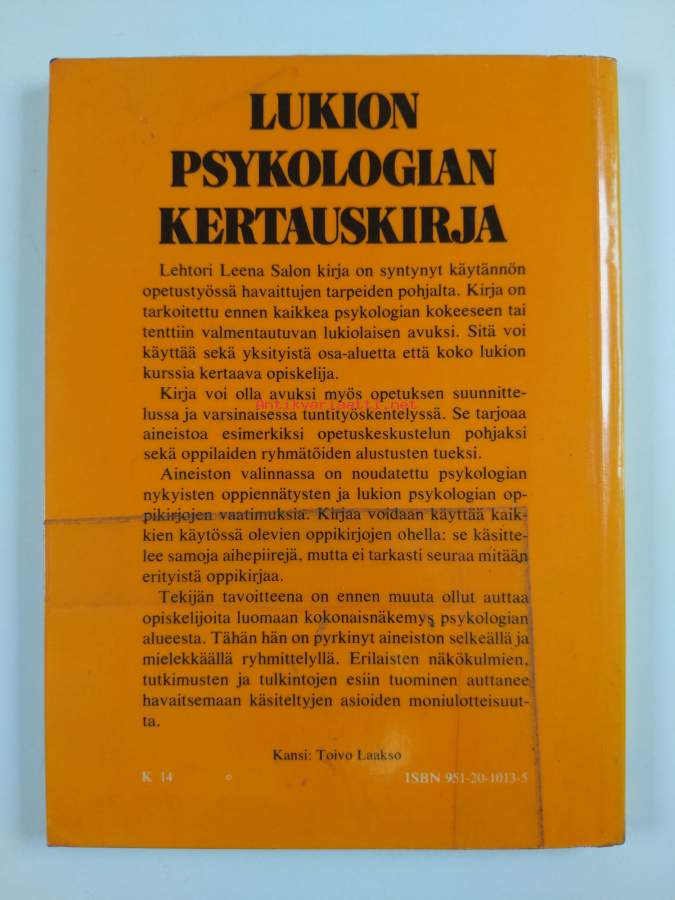 LUKION
PSYKOLOGIAN
KERTAUSKIRJA
Lehtori Leena Salon kirja on syntynyt käytännön
opetustyössä havaittujen tarpeiden pohjalta. Kirja on
tarkoitettu ennen kaikkea psykologian kokeeseen tai
tenttiin valmentautuvan lukiolaisen avuksi. Sitä voi
käyttää sekä yksityistä osa-aluetta että koko lukion
kurssia kertaava opiskelija.
Kirja voi olla avuksi myös opetuksen suunnitte-
lussa ja varsinaisessa tuntityöskentelyssä. Se tarjoaa
Antikvariaatit.net
aineistoa esimerkiksi opetuskeskustelun pohjaksi
sekä oppilaiden ryhmätöiden alustusten tueksi.
Aineiston valinnassa on noudatettu psykologian
nykyisten oppiennätysten ja lukion psykologian op-
pikirjojen vaatimuksia. Kirjaa voidaan käyttää kaik-
kien käytössä olevien oppikirjojen ohella: se käsitte-
lee samoja aihepiirejä, mutta ei tarkasti seuraa mitään
erityistä oppikirjaa.
Tekijän tavoitteena on ennen muuta ollut auttaa
opiskelijoita luomaan kokonaisnäkemys psykologian
alueesta. Tähän hän on pyrkinyt aineiston selkeällä ja
mielekkäällä ryhmittelyllä. Erilaisten näkökulmien,
tutkimusten ja tulkintojen esiin tuominen auttanee
havaitsemaan käsiteltyjen asioiden moniulotteisuut-
ta.
Kansi: Toivo Laakso
K 14
ISBN 951-20-1013-5